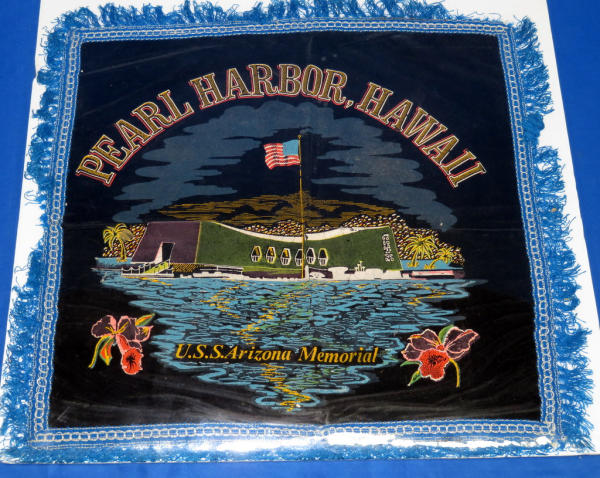 PEARL HARBOR, HAWAII
U.S.S. Arizona Memorial